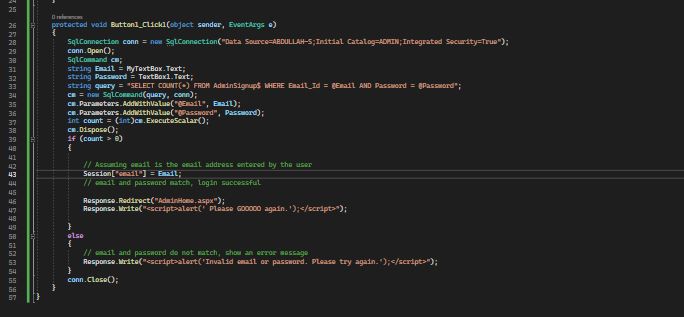 24 }
25
0 references
26 protected void Button1_Click1(object sender, EventArgs e)
27 {
28 SqlConnection conn = new SqlConnection("Data Source=ABDULLAH-S;Initial Catalog=ADMIN;Integrated Security=True");
29 conn.Open();
30 SqlCommand cm;
31 string Email = MyTextBox.Text;
32 string Password = TextBox1.Text;
33 string query = "SELECT COUNT(*) FROM AdminSignup$ WHERE Email_Id = @Email AND Password = @Password";
34 cm = new SqlCommand(query, conn);
35 cm.Parameters.AddWithValue("@Email", Email);
36 cm.Parameters.AddWithValue("@Password", Password);
37 int count = (int)cm.ExecuteScalar();
38 cm.Dispose();
39 if (count > 0)
40 {
41
42 // Assuming email is the email address entered by the user
43 Session["email"] = Email;
44 // email and password match, login successful
45
46 Response.Redirect("AdminHome.aspx");
47 Response.Write("<script>alert(' Please GOOOOO again.');</script>");
48
49 }
50 else
51 {
52 // email and password do not match, show an error message
53 Response.Write("<script>alert('Invalid email or password. Please try again.');</script>");
54 }
55 conn.Close();
56 }
57 }